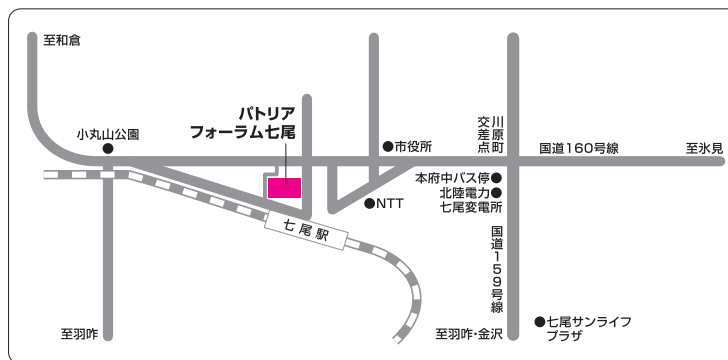 至和倉
小丸山公園
パトリア
フォーラム七尾
●市役所
川原町
交差点
国道160号線
至氷見
本府中バス停●
北陸電力●
七尾変電所
●NTT
七尾駅
国道159号線
至羽咋
至羽咋・金沢
●七尾サンライフ
プラザ